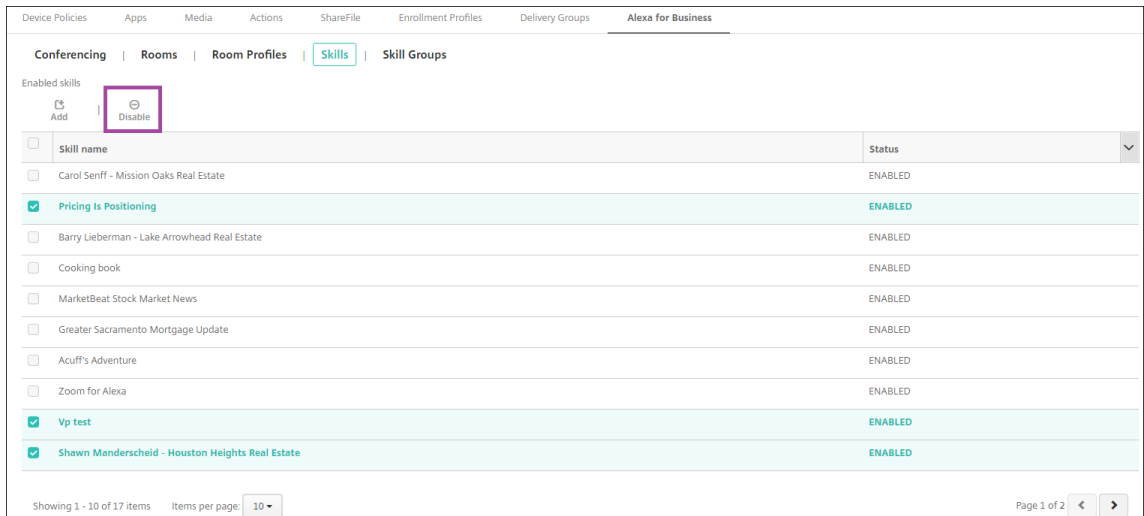 Device Policies Apps Media Actions ShareFile Enrollment Profiles Delivery Groups Alexa for Business
Conferencing | Rooms | Room Profiles | Skills | Skill Groups
Enabled skills
Add | Disable
Skill name Status
Carol Senff - Mission Oaks Real Estate ENABLED
Pricing Is Positioning ENABLED
Barry Lieberman - Lake Arrowhead Real Estate ENABLED
Cooking book ENABLED
MarketBeat Stock Market News ENABLED
Greater Sacramento Mortgage Update ENABLED
Acuff's Adventure ENABLED
Zoom for Alexa ENABLED
Vp test ENABLED
Shawn Manderscheid - Houston Heights Real Estate ENABLED
Showing 1 - 10 of 17 items Items per page: 10 Page 1 of 2